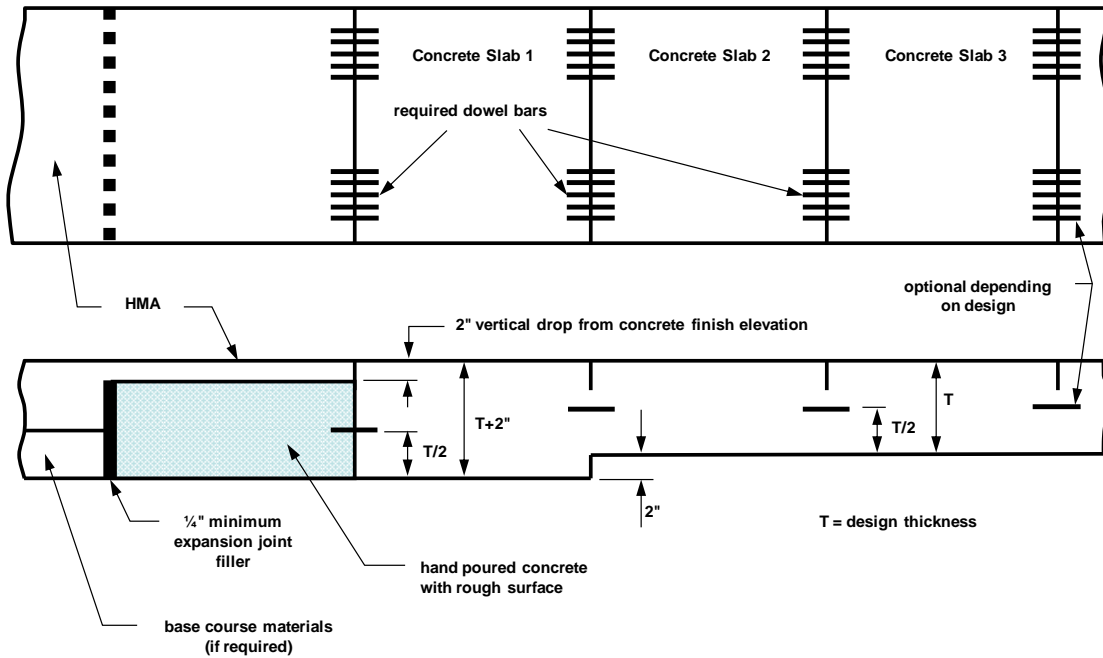 Concrete Slab 1
Concrete Slab 2
Concrete Slab 3
required dowel bars
HMA
optional depending
on design
2" vertical drop from concrete finish elevation
T+2"
T/2
T/2
T
2"
T = design thickness
¼" minimum
expansion joint
filler
hand poured concrete
with rough surface
base course materials
(if required)